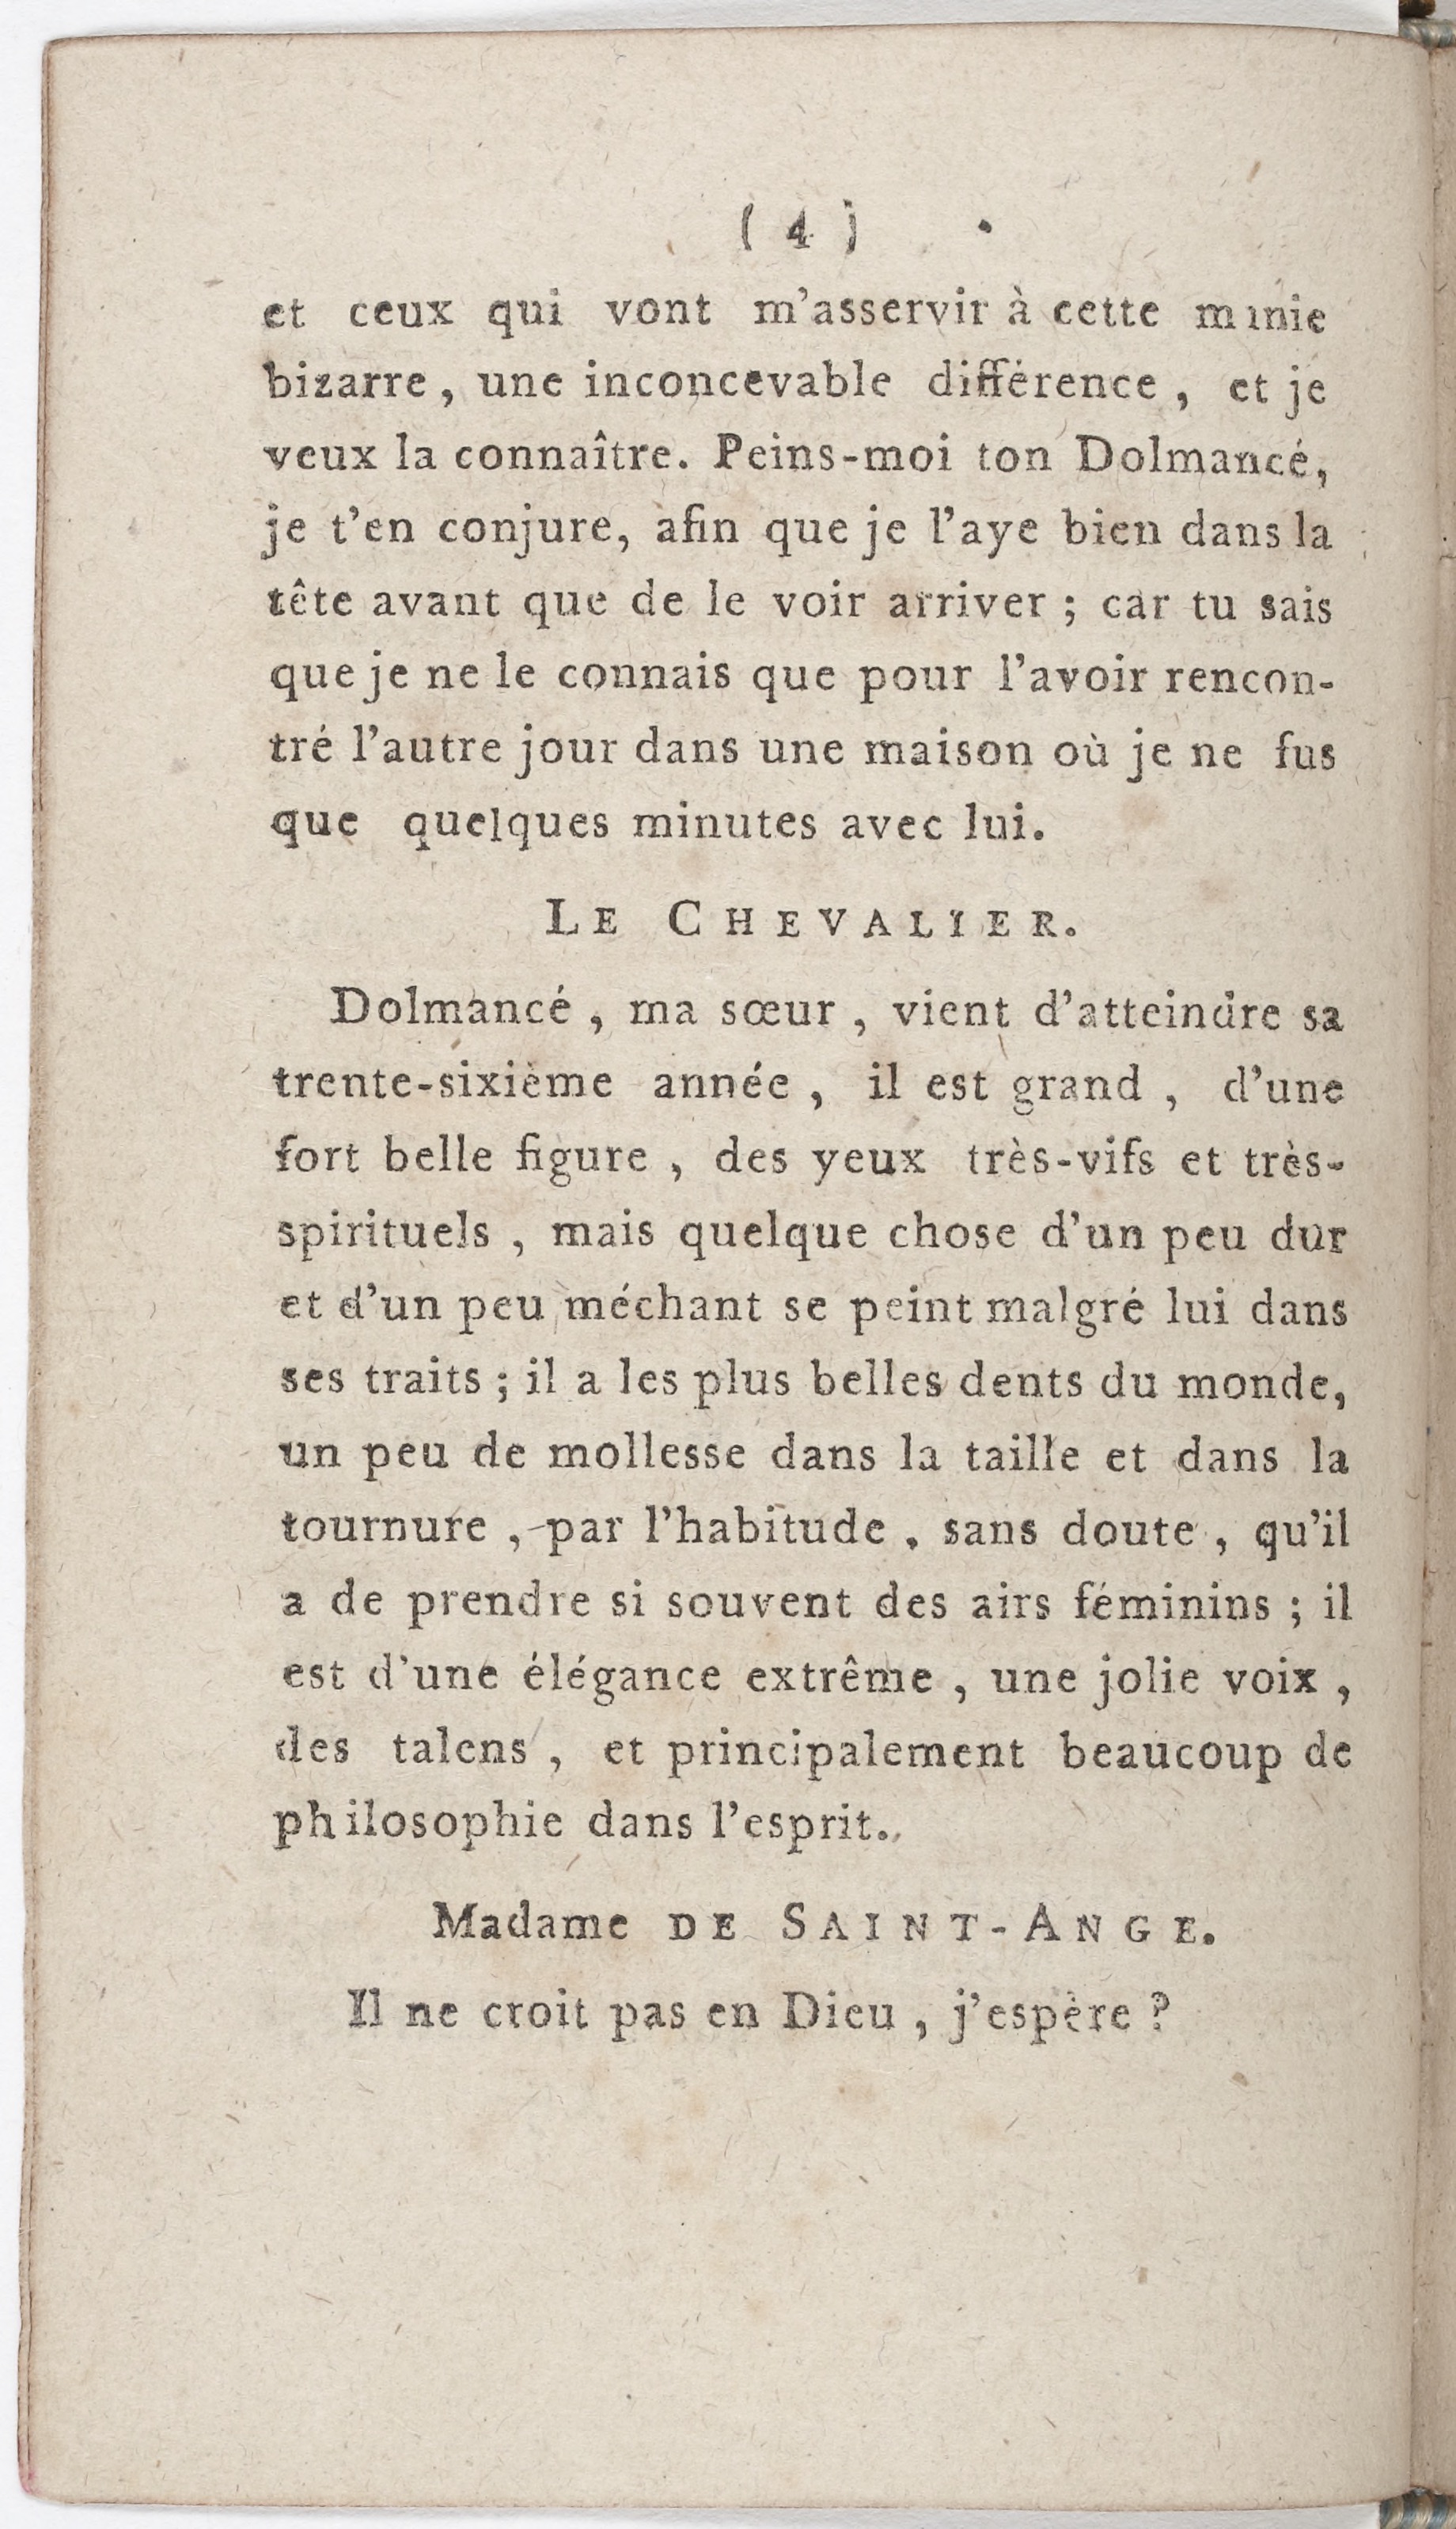 ( 4 )
et ceux qui vont m'asservir à cette manie
bizarre, une inconcevable différence, et je
veux la connaître. Peins-moi ton Dolmancé,
je t'en conjure, afin que je l'aye bien dans la
tête avant que de le voir arriver ; car tu sais
que je ne le connais que pour l'avoir rencon-
tré l'autre jour dans une maison où je ne fus
que quelques minutes avec lui.
LE CHEVALIER.
Dolmancé, ma sœur, vient d'atteindre sa
trente-sixième année, il est grand, d'une
fort belle figure, des yeux très-vifs et très-
spirituels, mais quelque chose d'un peu dur
et d'un peu méchant se peint malgré lui dans
ses traits ; il a les plus belles dents du monde,
un peu de mollesse dans la taille et dans la
tournure, par l'habitude, sans doute, qu'il
a de prendre si souvent des airs féminins ; il
est d'une élégance extrême, une jolie voix,
des talens, et principalement beaucoup de
philosophie dans l'esprit.
Madame DE SAINT-ANGE.
Il ne croit pas en Dieu, j'espère ?